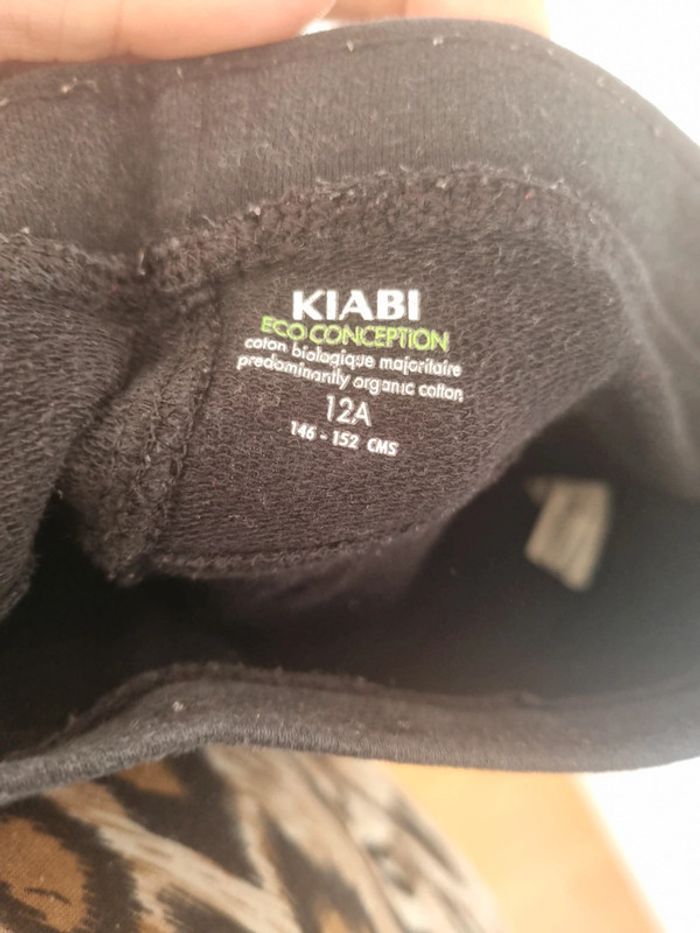 KIABI
ECO CONCEPTION
coton biologique majoritaire
predominantly organic cotton
12A
146 - 152 CMS